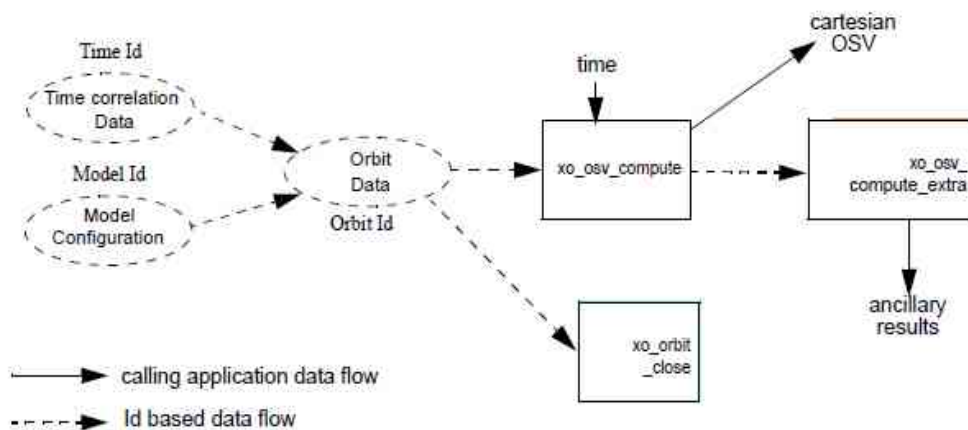 cartesian
OSV
Time Id
time
Time correlation
Data
Orbit
Data
xo_osv_compute
xo_osv_
compute_extra
Model Id
Model
Configuration
Orbit Id
ancillary
results
xo_orbit
_close
calling application data flow
Id based data flow